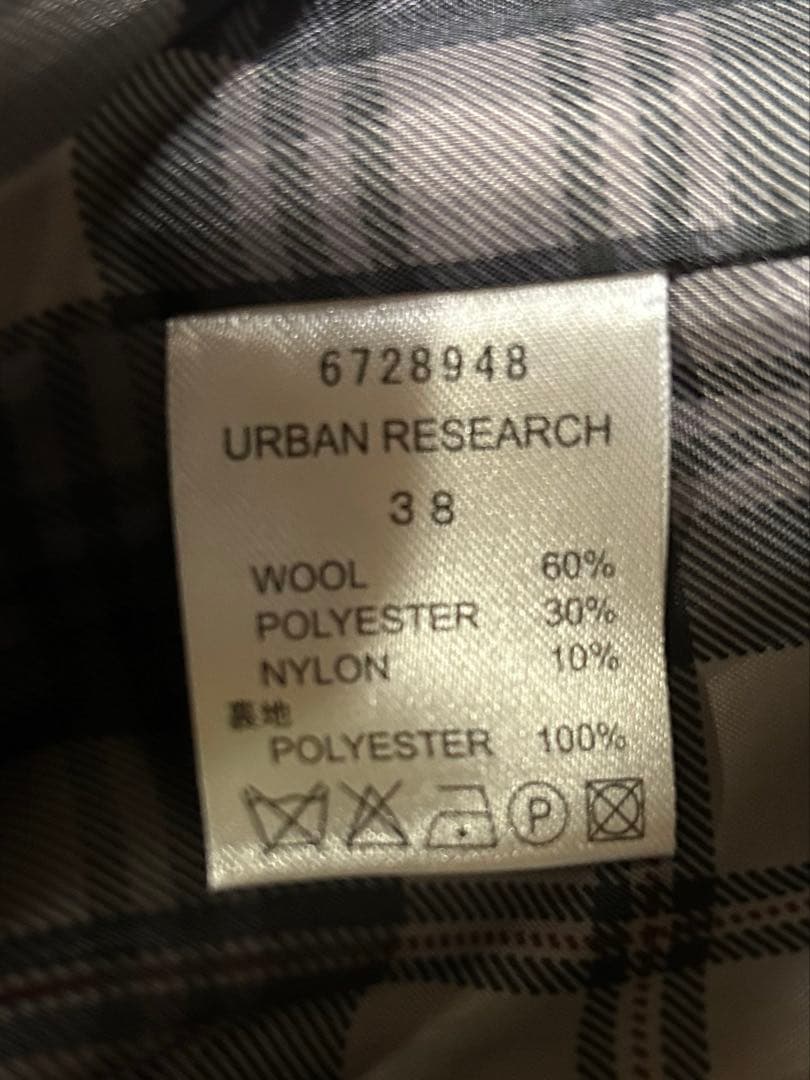 6728948
URBAN RESEARCH
38
WOOL 60%
POLYESTER 30%
NYLON 10%
裏地
POLYESTER 100%
P